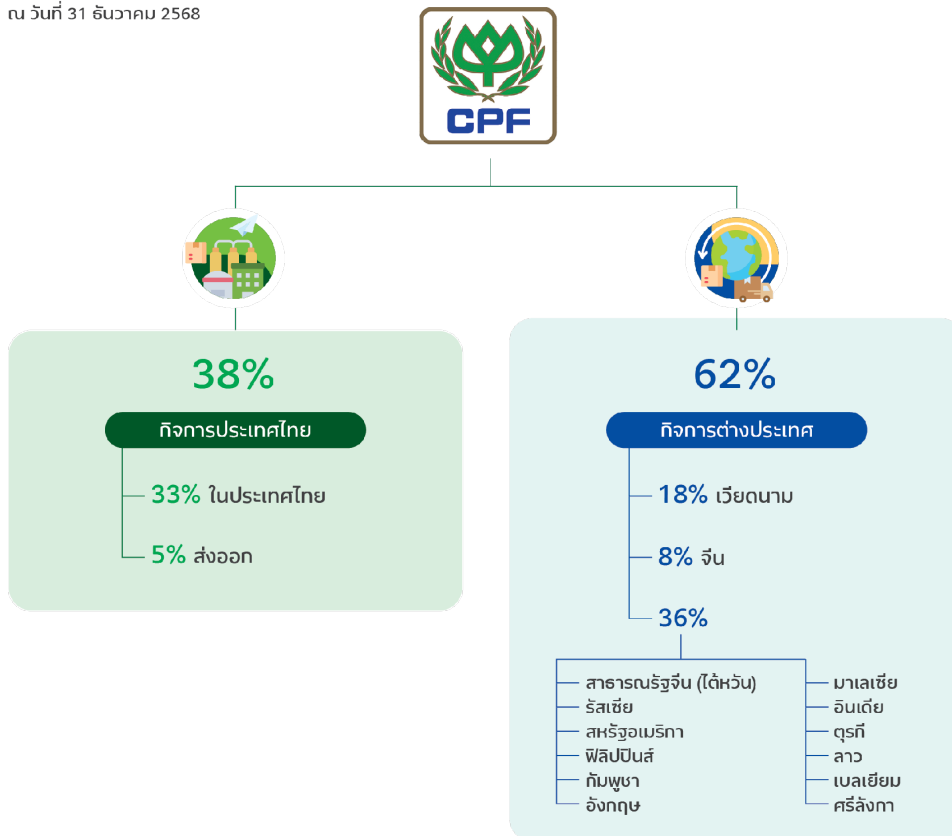 ณ วันที่ 31 ธันวาคม 2568
CPF
38%
กิจการประเทศไทย
33% ในประเทศไทย
5% ส่งออก
62%
กิจการต่างประเทศ
18% เวียดนาม
8% จีน
36%
สาธารณรัฐจีน (ไต้หวัน)
รัสเซีย
สหรัฐอเมริกา
ฟิลิปปินส์
กัมพูชา
อังกฤษ
มาเลเซีย
อินเดีย
ตุรกี
ลาว
เบลเยียม
ศรีลังกา